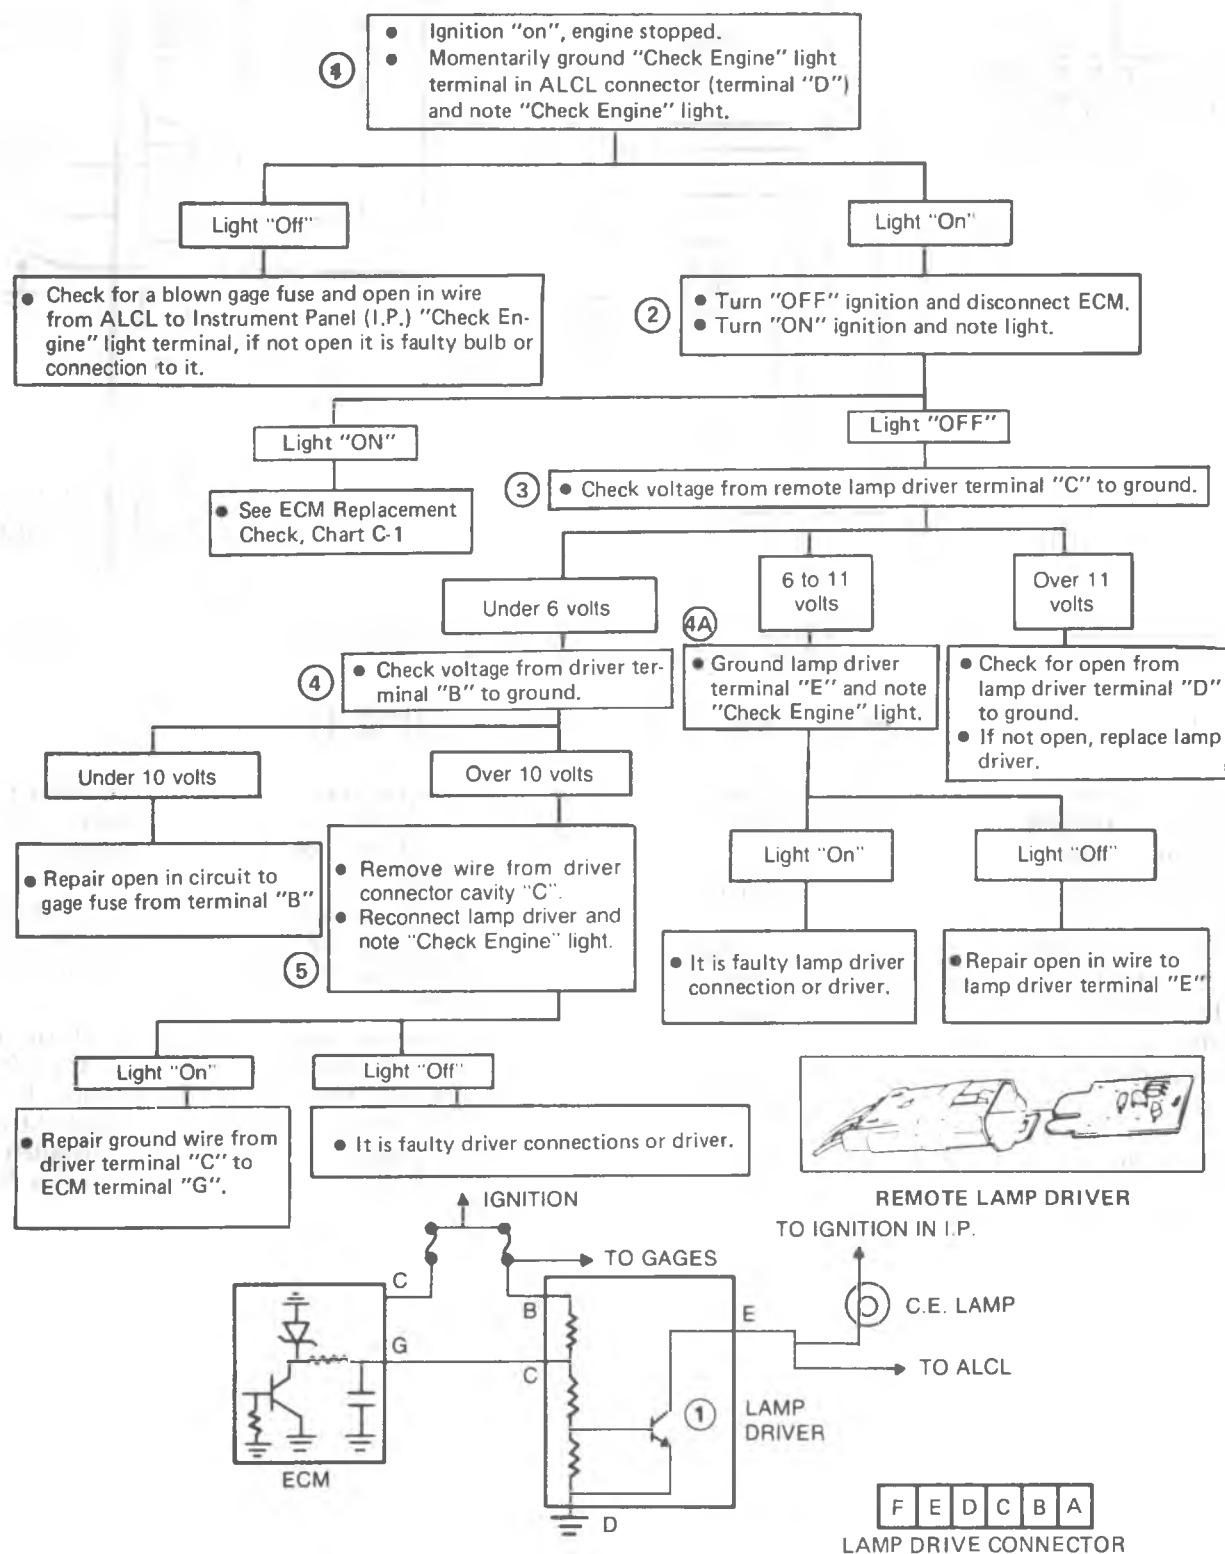 ● Ignition "on", engine stopped.
● Momentarily ground "Check Engine" light
terminal in ALCL connector (terminal "D")
and note "Check Engine" light.
Light "Off"
Light "On"
● Check for a blown gage fuse and open in wire
from ALCL to Instrument Panel (I.P.) "Check En-
gine" light terminal, if not open it is faulty bulb or
connection to it.
2
● Turn "OFF" ignition and disconnect ECM.
● Turn "ON" ignition and note light.
Light "ON"
Light "OFF"
● See ECM Replacement
Check, Chart C-1
3
● Check voltage from remote lamp driver terminal "C" to ground.
Under 6 volts
6 to 11
volts
Over 11
volts
4
● Check voltage from driver ter-
minal "B" to ground.
4A
● Ground lamp driver
terminal "E" and note
"Check Engine" light.
● Check for open from
lamp driver terminal "D"
to ground.
● If not open, replace lamp
driver.
Under 10 volts
Over 10 volts
Light "On"
Light "Off"
● Repair open in circuit to
gage fuse from terminal "B"
5
● Remove wire from driver
connector cavity "C".
● Reconnect lamp driver and
note "Check Engine" light.
● It is faulty lamp driver
connection or driver.
● Repair open in wire to
lamp driver terminal "E"
Light "On"
Light "Off"
● Repair ground wire from
driver terminal "C" to
ECM terminal "G".
● It is faulty driver connections or driver.
REMOTE LAMP DRIVER
IGNITION
TO IGNITION IN I.P.
TO GAGES
C
B
E
C.E. LAMP
G
C
TO ALCL
1
LAMP
DRIVER
ECM
D
F E D C B A
LAMP DRIVE CONNECTOR